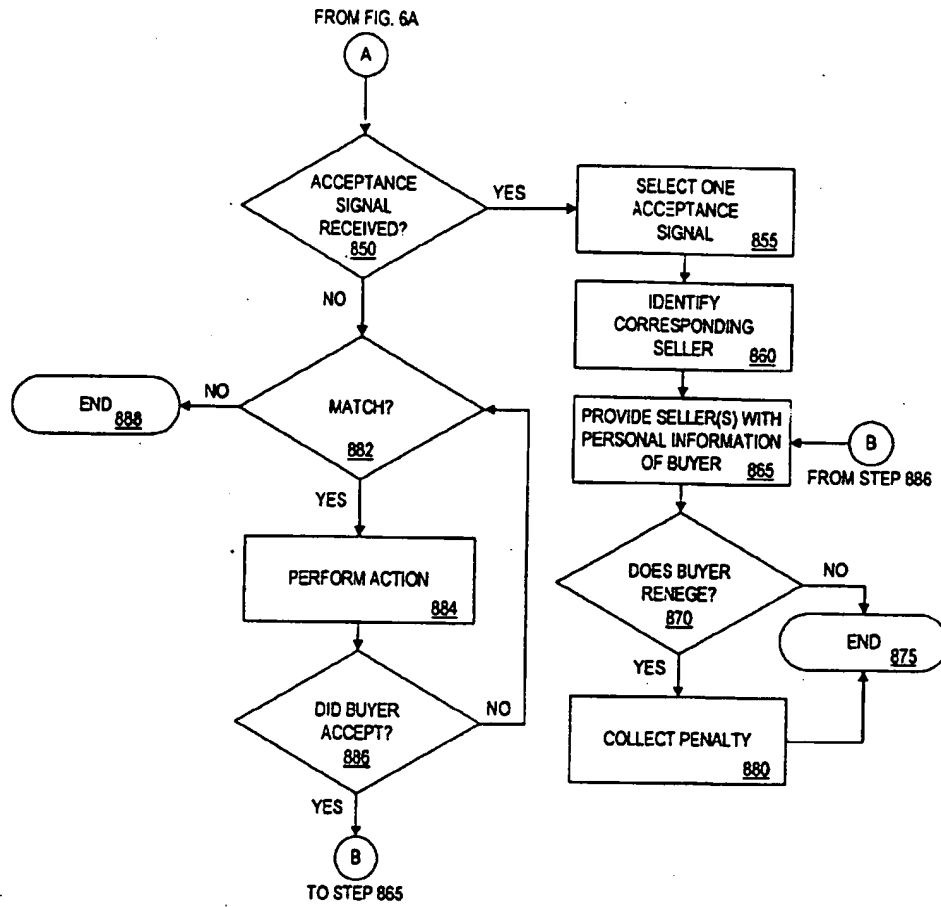 FROM FIG. 6A
A
ACCEPTANCE
SIGNAL
RECEIVED?
850
YES
NO
SELECT ONE
ACCEPTANCE
SIGNAL
855
IDENTIFY
CORRESPONDING
SELLER
860
PROVIDE SELLER(S) WITH
PERSONAL INFORMATION
OF BUYER
865
B
FROM STEP 886
MATCH?
882
NO
END
888
YES
PERFORM ACTION
884
DID BUYER
ACCEPT?
886
NO
YES
B
TO STEP 865
DOES BUYER
RENEGE?
870
NO
END
875
YES
COLLECT PENALTY
880